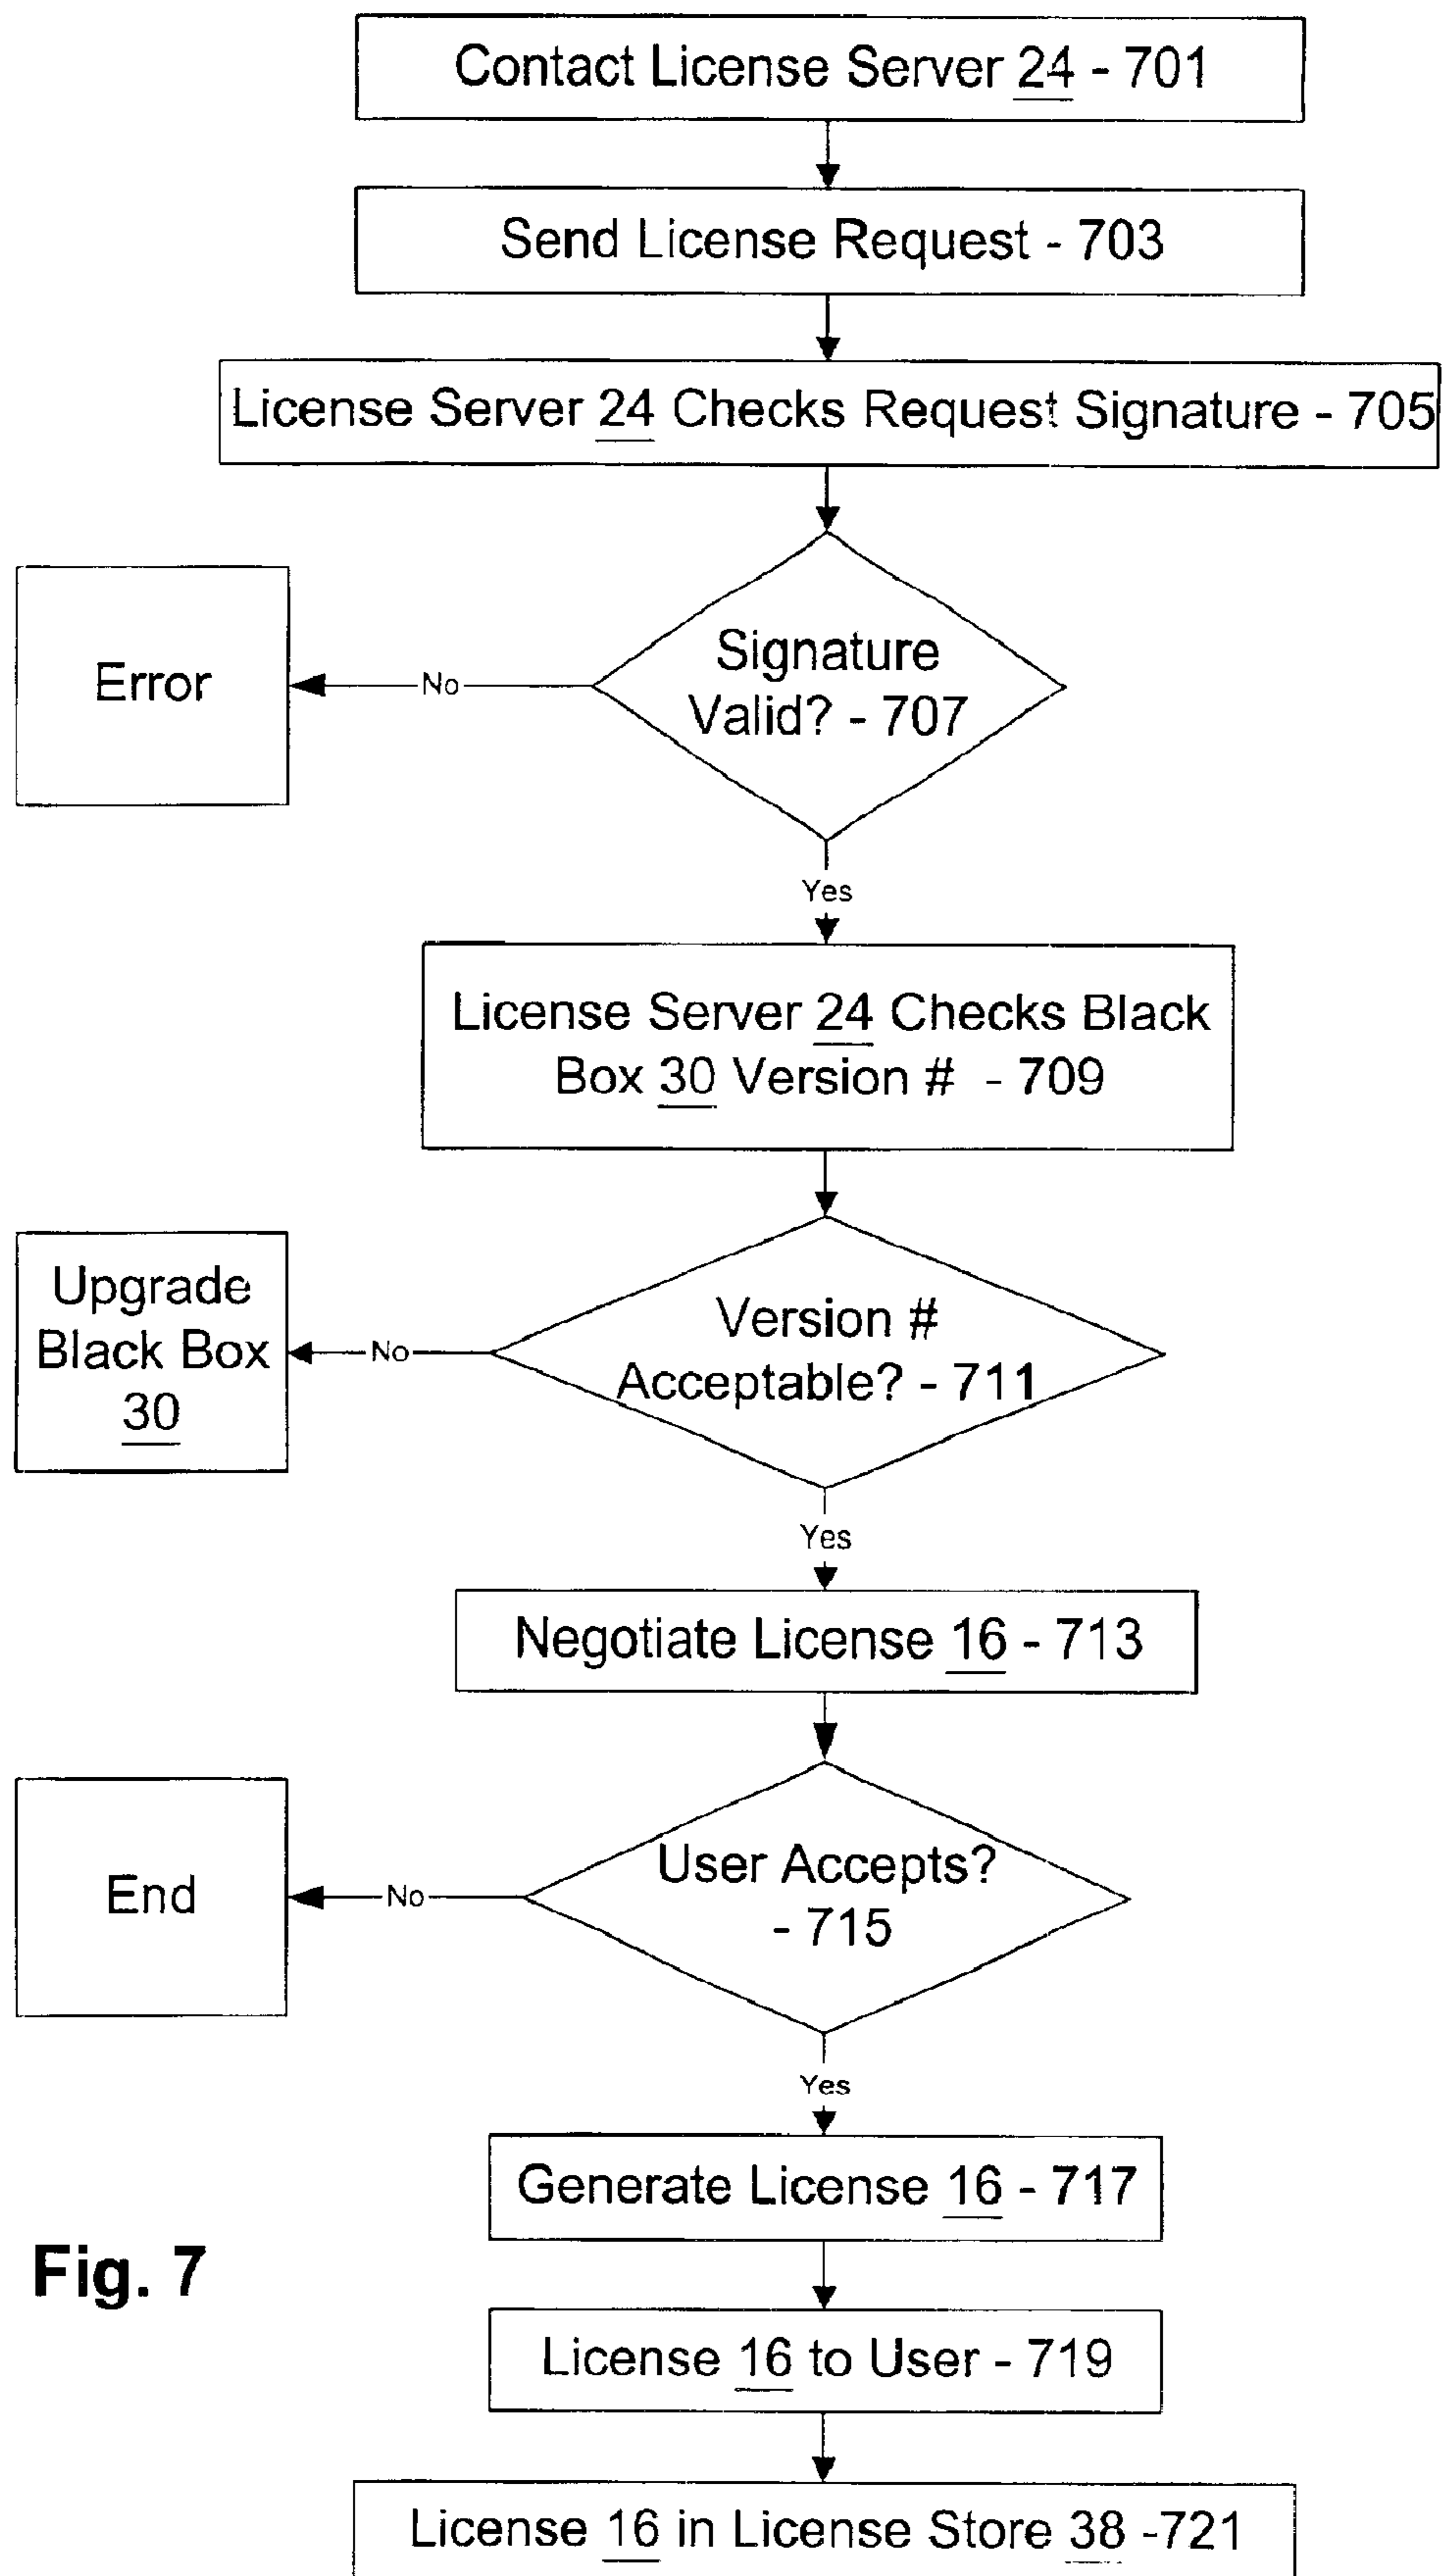 Contact License Server 24 - 701
Send License Request - 703
License Server 24 Checks Request Signature - 705
Signature
Valid? - 707
No
Error
Yes
License Server 24 Checks Black
Box 30 Version # - 709
Version #
Acceptable? - 711
No
Upgrade
Black Box
30
Yes
Negotiate License 16 - 713
User Accepts?
- 715
No
End
Yes
Generate License 16 - 717
Fig. 7
License 16 to User - 719
License 16 in License Store 38 -721